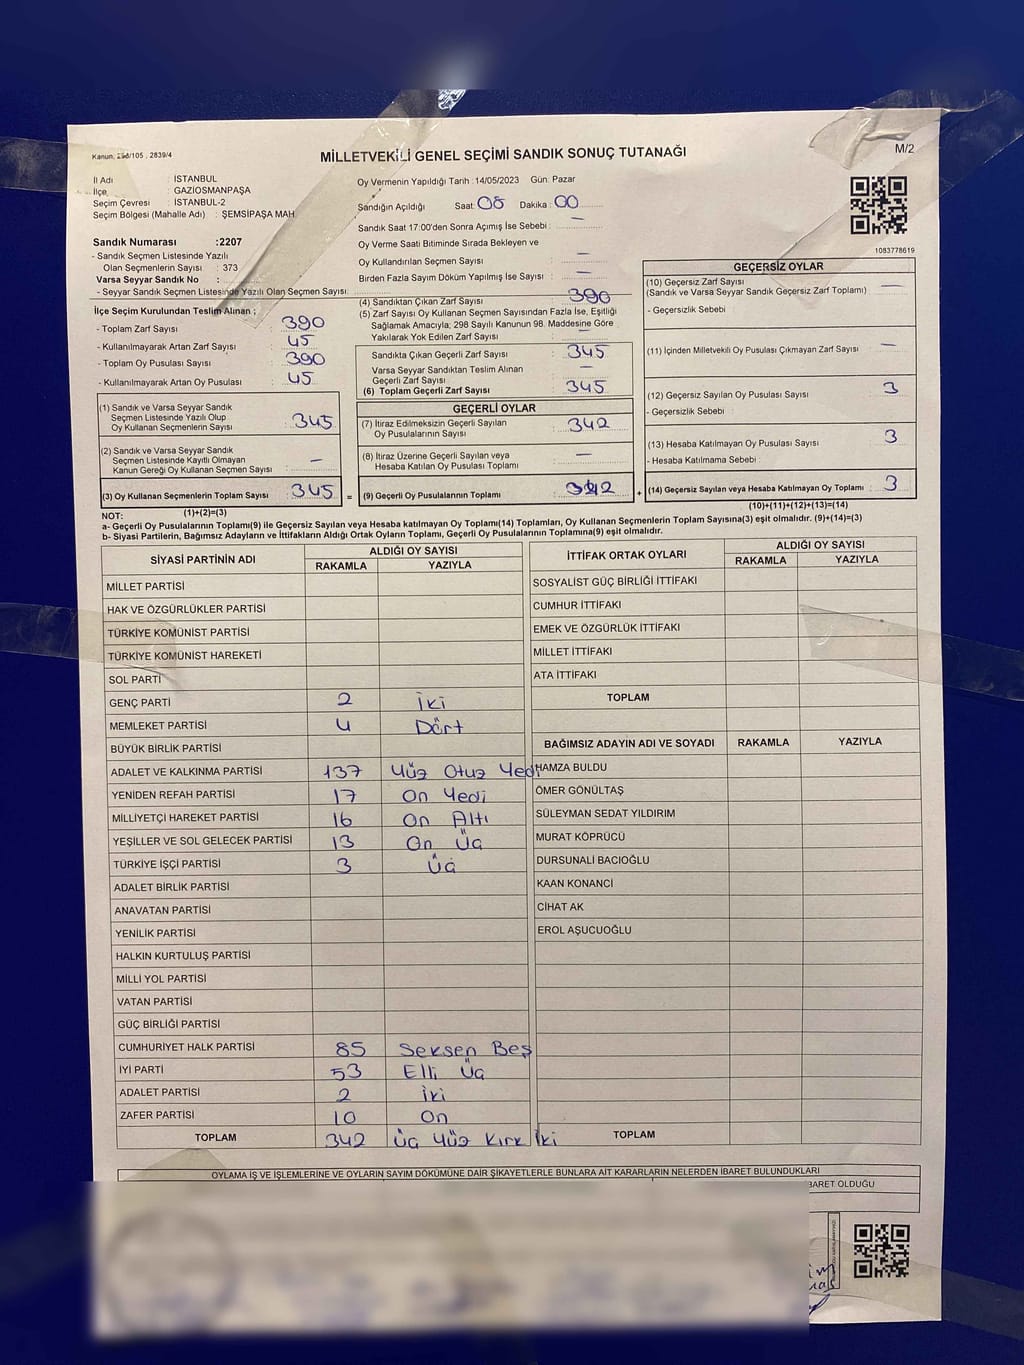 Kanun, 298/105 , 2839/4
MİLLETVEKİLİ GENEL SEÇİMİ SANDIK SONUÇ TUTANAĞI
M/2
İl Adı : İSTANBUL
İlçe : GAZİOSMANPAŞA
Seçim Çevresi : İSTANBUL-2
Seçim Bölgesi (Mahalle Adı) : ŞEMSİPAŞA MAH
Sandık Numarası :2207
- Sandık Seçmen Listesinde Yazılı
Olan Seçmenlerin Sayısı : 373
Varsa Seyyar Sandık No :
- Seyyar Sandık Seçmen Listesinde Yazılı Olan Seçmen Sayısı:
İlçe Seçim Kurulundan Teslim Alınan ;
- Toplam Zarf Sayısı : 390
- Kullanılmayarak Artan Zarf Sayısı : 45
- Toplam Oy Pusulası Sayısı : 390
- Kullanılmayarak Artan Oy Pusulası : 45
(1) Sandık ve Varsa Seyyar Sandık
Seçmen Listesinde Yazılı Olup
Oy Kullanan Seçmenlerin Sayısı : 345
(2) Sandık ve Varsa Seyyar Sandık
Seçmen Listesinde Kayıtlı Olmayan
Kanun Gereği Oy Kullanan Seçmen Sayısı : —
(3) Oy Kullanan Seçmenlerin Toplam Sayısı : 345 =
(1)+(2)=(3)
Oy Vermenin Yapıldığı Tarih :14/05/2023 Gün: Pazar
Sandığın Açıldığı Saat: 08 Dakika : 00
Sandık Saat 17:00'den Sonra Açımış İse Sebebi : —
Oy Verme Saati Bitiminde Sırada Bekleyen ve
Oy Kullandırılan Seçmen Sayısı : —
Birden Fazla Sayım Döküm Yapılmış İse Sayısı : —
(4) Sandıktan Çıkan Zarf Sayısı : 390
(5) Zarf Sayısı Oy Kullanan Seçmen Sayısından Fazla İse, Eşitliği
Sağlamak Amacıyla; 298 Sayılı Kanunun 98. Maddesine Göre
Yakılarak Yok Edilen Zarf Sayısı : —
Sandıkta Çıkan Geçerli Zarf Sayısı : 345
Varsa Seyyar Sandıktan Teslim Alınan
Geçerli Zarf Sayısı : —
(6) Toplam Geçerli Zarf Sayısı : 345
GEÇERLİ OYLAR
(7) İtiraz Edilmeksizin Geçerli Sayılan
Oy Pusulalarının Sayısı : 342
(8) İtiraz Üzerine Geçerli Sayılan veya
Hesaba Katılan Oy Pusulası Toplamı : —
(9) Geçerli Oy Pusulalarının Toplamı : 342 +
1083778619
GEÇERSİZ OYLAR
(10) Geçersiz Zarf Sayısı
(Sandık ve Varsa Seyyar Sandık Geçersiz Zarf Toplamı) : —
- Geçersizlik Sebebi :
(11) İçinden Milletvekili Oy Pusulası Çıkmayan Zarf Sayısı : —
(12) Geçersiz Sayılan Oy Pusulası Sayısı : 3
- Geçersizlik Sebebi :
(13) Hesaba Katılmayan Oy Pusulası Sayısı : 3
- Hesaba Katılmama Sebebi :
(14) Geçersiz Sayılan veya Hesaba Katılmayan Oy Toplamı : 3
(10)+(11)+(12)+(13)=(14)
NOT:
a- Geçerli Oy Pusulalarının Toplamı(9) ile Geçersiz Sayılan veya Hesaba katılmayan Oy Toplamı(14) Toplamları, Oy Kullanan Seçmenlerin Toplam Sayısına(3) eşit olmalıdır. (9)+(14)=(3)
b- Siyasi Partilerin, Bağımsız Adayların ve İttifakların Aldığı Ortak Oyların Toplamı, Geçerli Oy Pusulalarının Toplamına(9) eşit olmalıdır.
SİYASİ PARTİNİN ADI ALDIĞI OY SAYISI
RAKAMLA YAZIYLA
MİLLET PARTİSİ
HAK VE ÖZGÜRLÜKLER PARTİSİ
TÜRKİYE KOMÜNİST PARTİSİ
TÜRKİYE KOMÜNİST HAREKETİ
SOL PARTİ
GENÇ PARTİ 2 İki
MEMLEKET PARTİSİ 4 Dört
BÜYÜK BİRLİK PARTİSİ
ADALET VE KALKINMA PARTİSİ 137 Yüz Otuz Yedi
YENİDEN REFAH PARTİSİ 17 On Yedi
MİLLİYETÇİ HAREKET PARTİSİ 16 On Altı
YEŞİLLER VE SOL GELECEK PARTİSİ 13 On Üç
TÜRKİYE İŞÇİ PARTİSİ 3 Üç
ADALET BİRLİK PARTİSİ
ANAVATAN PARTİSİ
YENİLİK PARTİSİ
HALKIN KURTULUŞ PARTİSİ
MİLLİ YOL PARTİSİ
VATAN PARTİSİ
GÜÇ BİRLİĞİ PARTİSİ
CUMHURİYET HALK PARTİSİ 85 Seksen Beş
İYİ PARTİ 53 Elli Üç
ADALET PARTİSİ 2 İki
ZAFER PARTİSİ 10 On
TOPLAM 342 Üç Yüz Kırk İki
İTTİFAK ORTAK OYLARI ALDIĞI OY SAYISI
RAKAMLA YAZIYLA
SOSYALİST GÜÇ BİRLİĞİ İTTİFAKI
CUMHUR İTTİFAKI
EMEK VE ÖZGÜRLÜK İTTİFAKI
MİLLET İTTİFAKI
ATA İTTİFAKI
TOPLAM
BAĞIMSIZ ADAYIN ADI VE SOYADI RAKAMLA YAZIYLA
HAMZA BULDU
ÖMER GÖNÜLTAŞ
SÜLEYMAN SEDAT YILDIRIM
MURAT KÖPRÜCÜ
DURSUNALİ BACIOĞLU
KAAN KONANCİ
CİHAT AK
EROL AŞUCUOĞLU
TOPLAM
OYLAMA İŞ VE İŞLEMLERİNE VE OYLARIN SAYIM DÖKÜMÜNE DAİR ŞİKAYETLERLE BUNLARA AİT KARARLARIN NELERDEN İBARET BULUNDUKLARI
BARET OLDUĞU